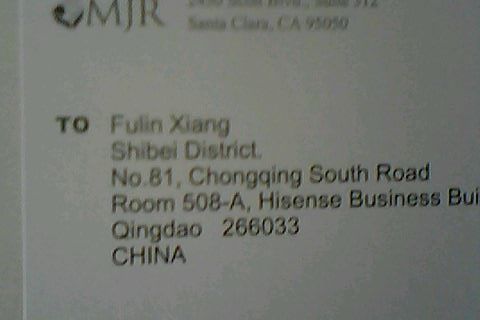 MJR
Santa Clara, CA 95050
TO Fulin Xiang
Shibei District.
No.81, Chongqing South Road
Room 508-A, Hisense Business Bui
Qingdao 266033
CHINA